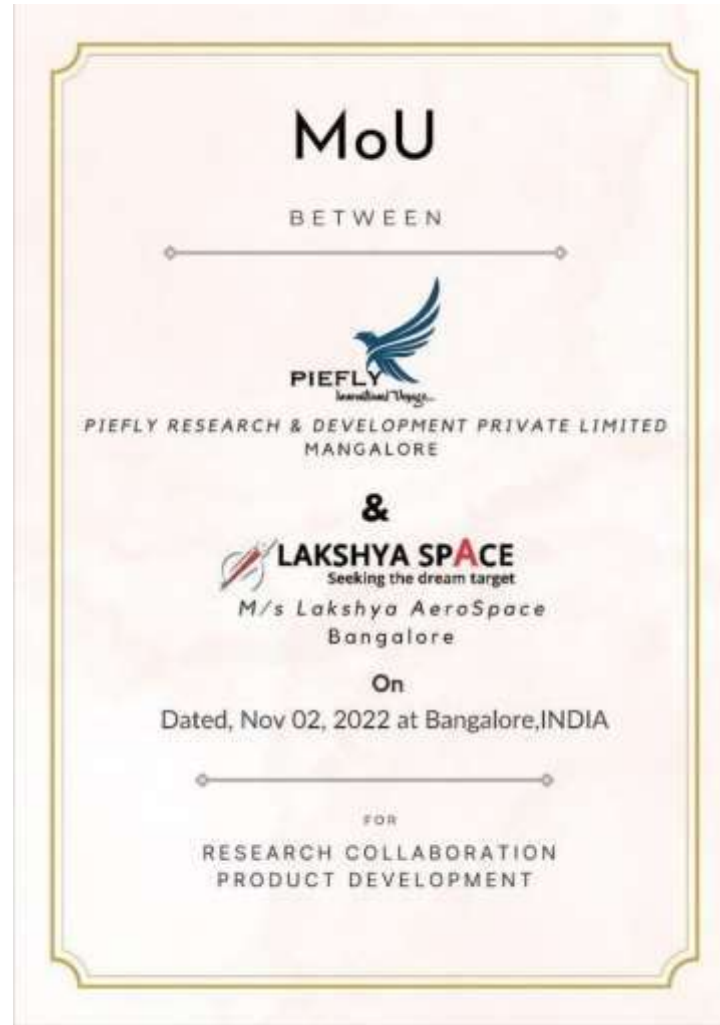 MoU
BETWEEN
PIEFLY
PIEFLY RESEARCH & DEVELOPMENT PRIVATE LIMITED
MANGALORE
&
LAKSHYA SPACE
Seeking the dream target
M/s Lakshya AeroSpace
Bangalore
On
Dated, Nov 02, 2022 at Bangalore,INDIA
FOR
RESEARCH COLLABORATION
PRODUCT DEVELOPMENT